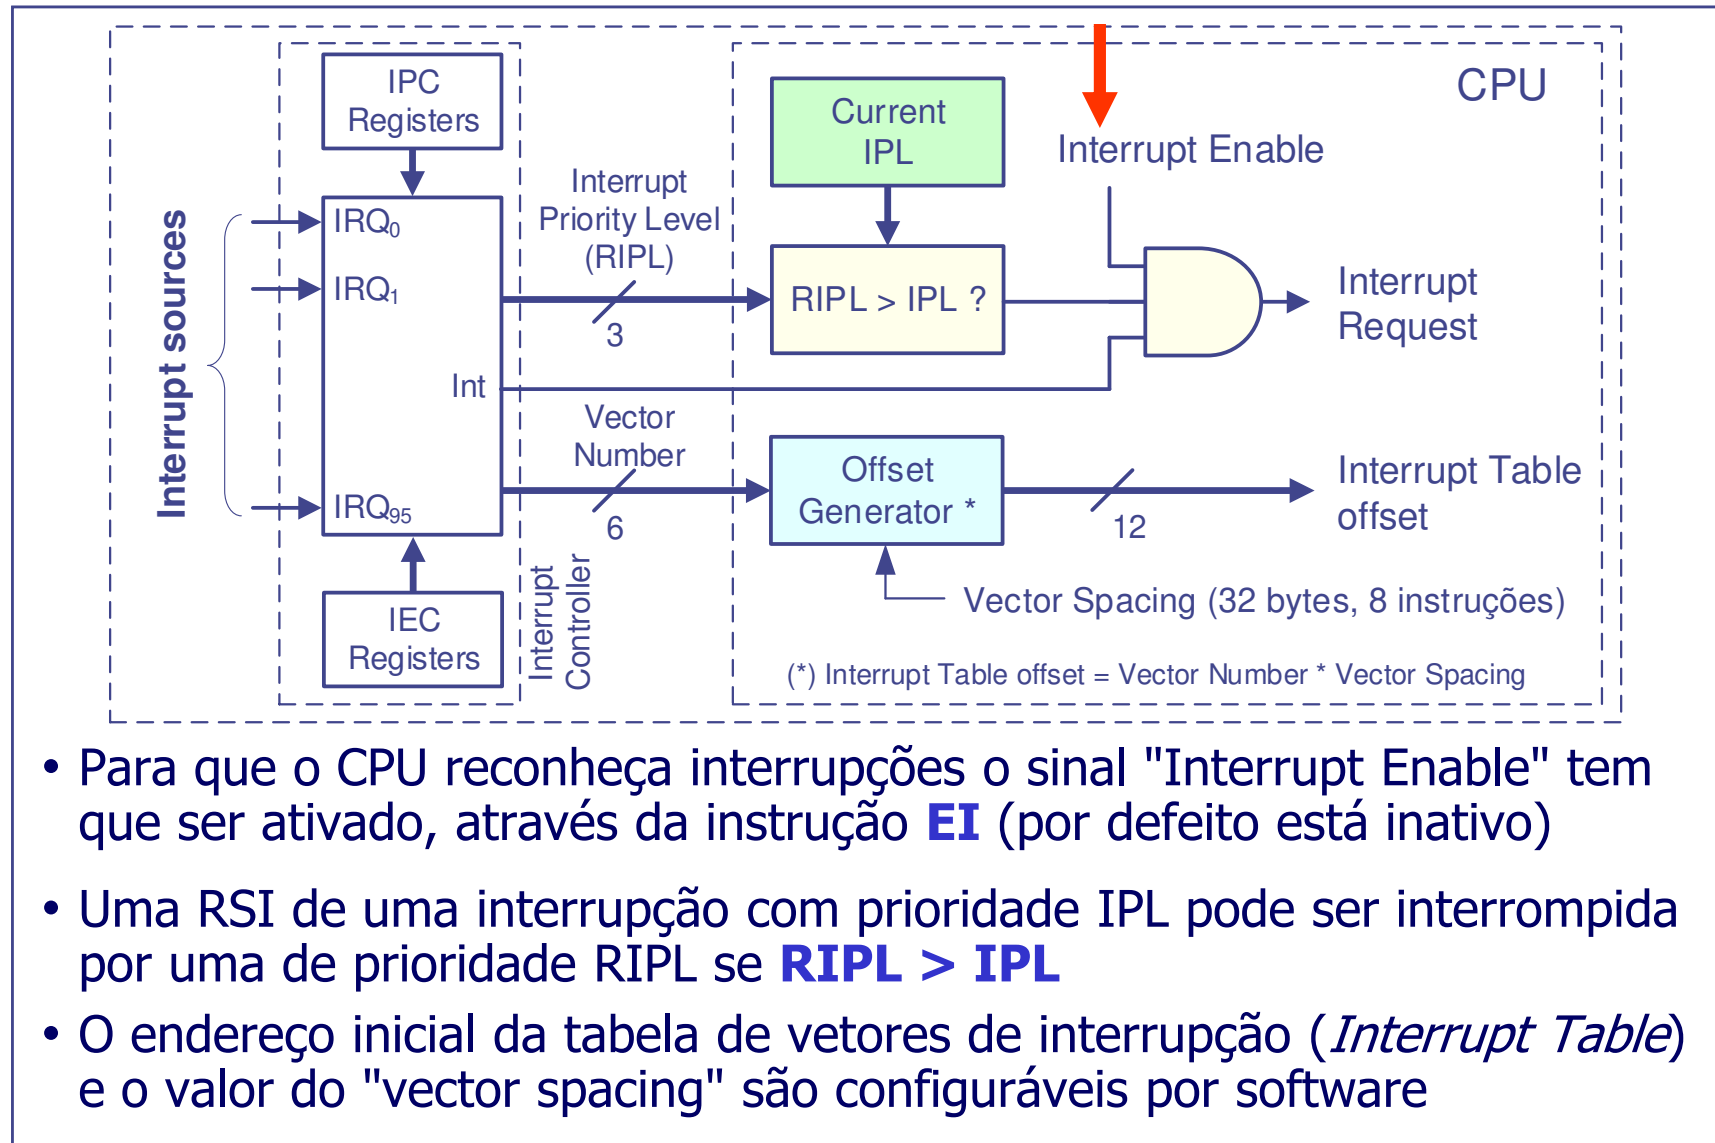 CPU
IPC
Registers
Current
IPL
Interrupt Enable
Interrupt
Priority Level
(RIPL)
3
Interrupt sources
IRQ0
IRQ1
IRQ95
Int
RIPL > IPL ?
Interrupt
Request
Vector
Number
6
Offset
Generator *
12
Interrupt Table
offset
IEC
Registers
Interrupt
Controller
Vector Spacing (32 bytes, 8 instruções)
(*) Interrupt Table offset = Vector Number * Vector Spacing
• Para que o CPU reconheça interrupções o sinal "Interrupt Enable" tem
que ser ativado, através da instrução EI (por defeito está inativo)
• Uma RSI de uma interrupção com prioridade IPL pode ser interrompida
por uma de prioridade RIPL se RIPL > IPL
• O endereço inicial da tabela de vetores de interrupção (Interrupt Table)
e o valor do "vector spacing" são configuráveis por software